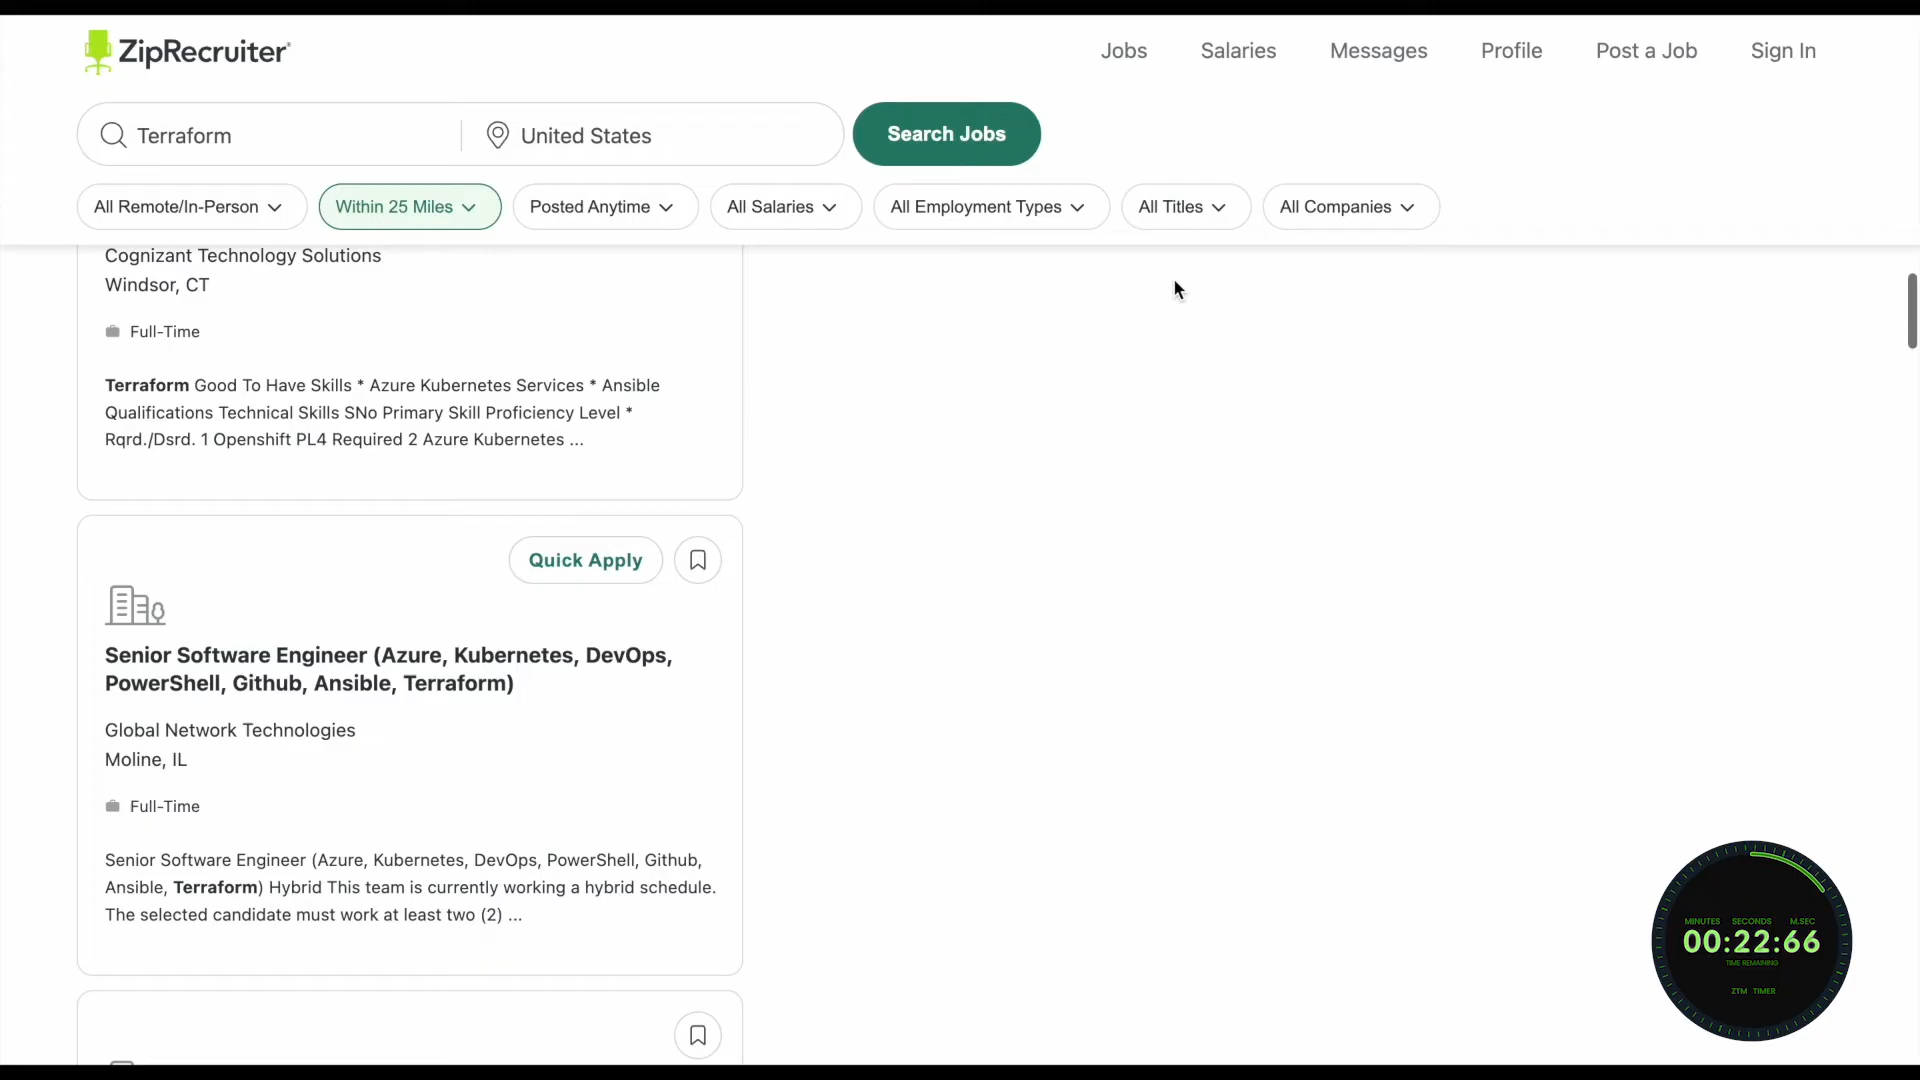 ZipRecruiter
Jobs
Salaries
Messages
Profile
Post a Job
Sign In
Terraform
United States
Search Jobs
All Remote/In-Person
Within 25 Miles
Posted Anytime
All Salaries
All Employment Types
All Titles
All Companies
Cognizant Technology Solutions
Windsor, CT
Full-Time
Terraform Good To Have Skills * Azure Kubernetes Services * Ansible
Qualifications Technical Skills SNo Primary Skill Proficiency Level *
Rqrd./Dsrd. 1 Openshift PL4 Required 2 Azure Kubernetes ...
Quick Apply
Senior Software Engineer (Azure, Kubernetes, DevOps,
PowerShell, Github, Ansible, Terraform)
Global Network Technologies
Moline, IL
Full-Time
Senior Software Engineer (Azure, Kubernetes, DevOps, PowerShell, Github,
Ansible, Terraform) Hybrid This team is currently working a hybrid schedule.
The selected candidate must work at least two (2) ...
MINUTES SECONDS M.SEC
00:22:66
TIME REMAINING
ZTM TIMER